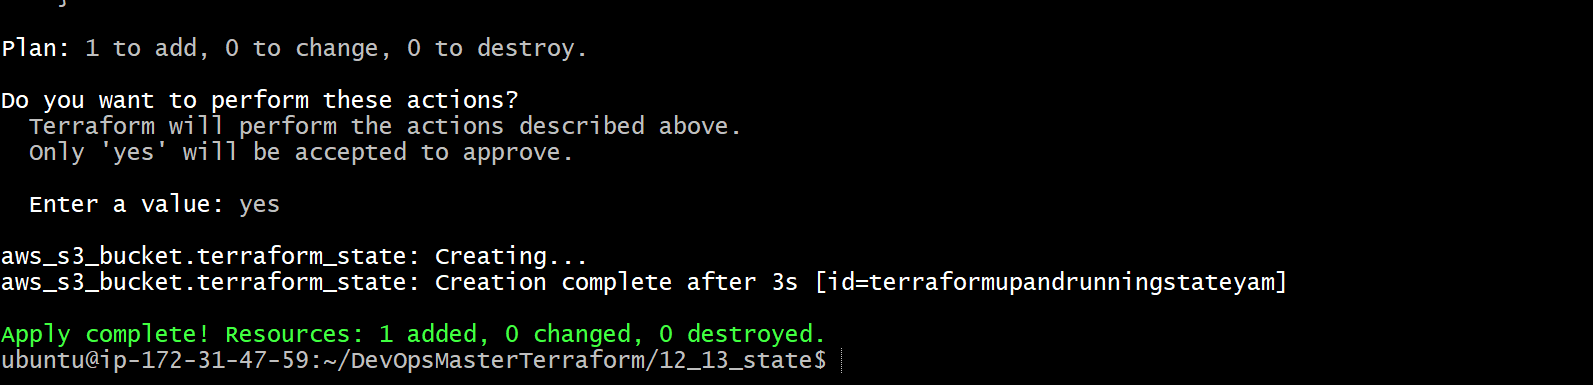 Plan: 1 to add, 0 to change, 0 to destroy.
Do you want to perform these actions?
Terraform will perform the actions described above.
Only 'yes' will be accepted to approve.
Enter a value: yes
aws_s3_bucket.terraform_state: Creating...
aws_s3_bucket.terraform_state: Creation complete after 3s [id=terraformupandrunningstateyam]
Apply complete! Resources: 1 added, 0 changed, 0 destroyed.
ubuntu@ip-172-31-47-59:~/DevOpsMasterTerraform/12_13_state$